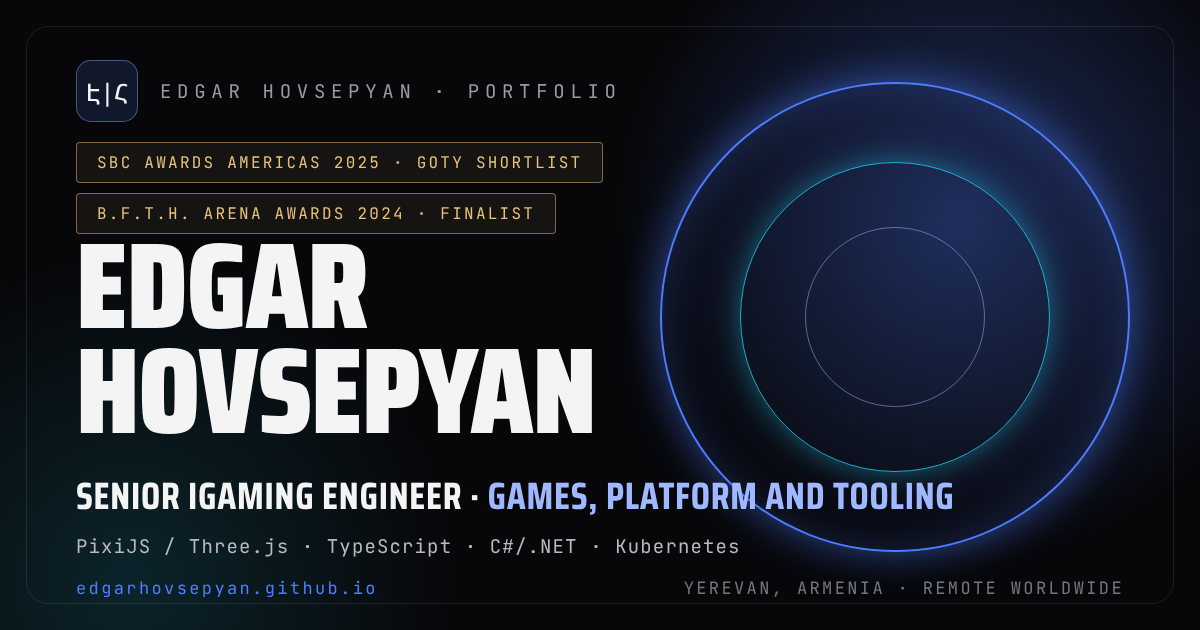 Է|Հ
EDGAR HOVSEPYAN · PORTFOLIO
SBC AWARDS AMERICAS 2025 · GOTY SHORTLIST
B.F.T.H. ARENA AWARDS 2024 · FINALIST
EDGAR
HOVSEPYAN
SENIOR IGAMING ENGINEER · GAMES, PLATFORM AND TOOLING
PixiJS / Three.js · TypeScript · C#/.NET · Kubernetes
edgarhovsepyan.github.io
YEREVAN, ARMENIA · REMOTE WORLDWIDE